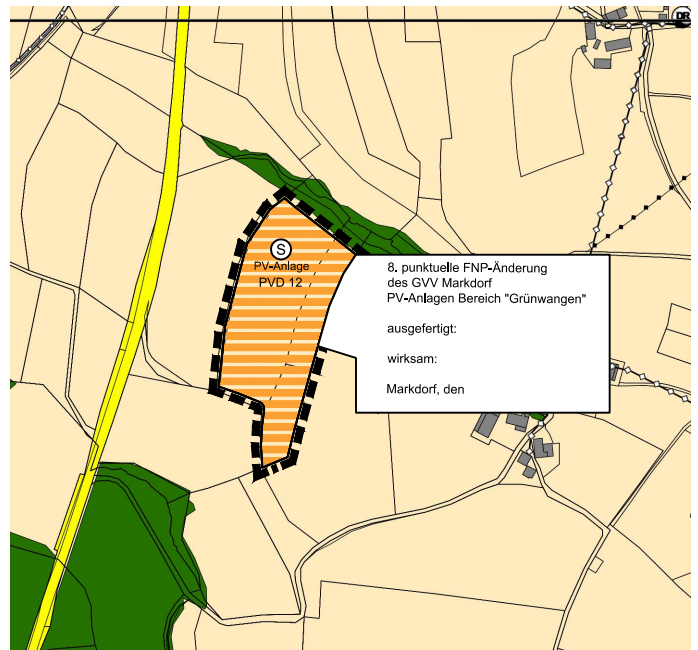 DR
S
PV-Anlage
PVD 12
8. punktuelle FNP-Änderung
des GVV Markdorf
PV-Anlagen Bereich "Grünwangen"
ausgefertigt:
wirksam:
Markdorf, den